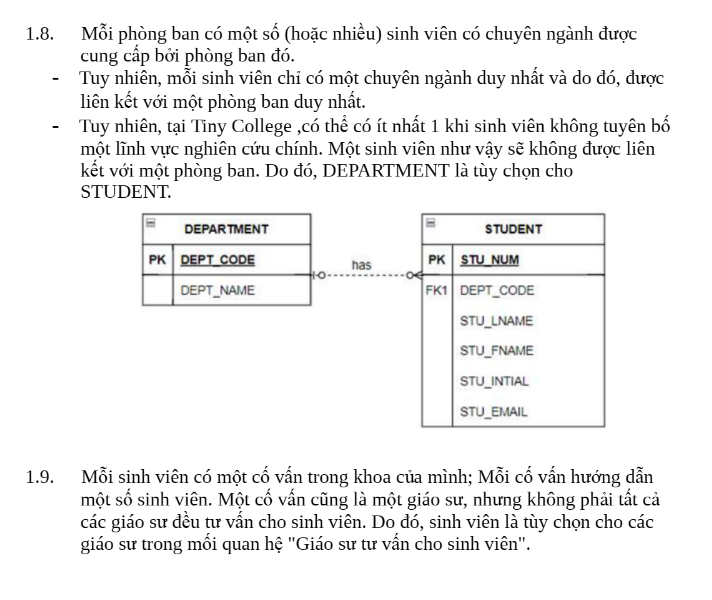 1.8. Mỗi phòng ban có một số (hoặc nhiều) sinh viên có chuyên ngành được
cung cấp bởi phòng ban đó.
- Tuy nhiên, mỗi sinh viên chỉ có một chuyên ngành duy nhất và do đó, được
liên kết với một phòng ban duy nhất.
- Tuy nhiên, tại Tiny College ,có thể có ít nhất 1 khi sinh viên không tuyên bố
một lĩnh vực nghiên cứu chính. Một sinh viên như vậy sẽ không được liên
kết với một phòng ban. Do đó, DEPARTMENT là tùy chọn cho
STUDENT.
DEPARTMENT
PK DEPT_CODE
DEPT_NAME
has
STUDENT
PK STU_NUM
FK1 DEPT_CODE
STU_LNAME
STU_FNAME
STU_INTIAL
STU_EMAIL
1.9. Mỗi sinh viên có một cố vấn trong khoa của mình; Mỗi cố vấn hướng dẫn
một số sinh viên. Một cố vấn cũng là một giáo sư, nhưng không phải tất cả
các giáo sư đều tư vấn cho sinh viên. Do đó, sinh viên là tùy chọn cho các
giáo sư trong mối quan hệ "Giáo sư tư vấn cho sinh viên".